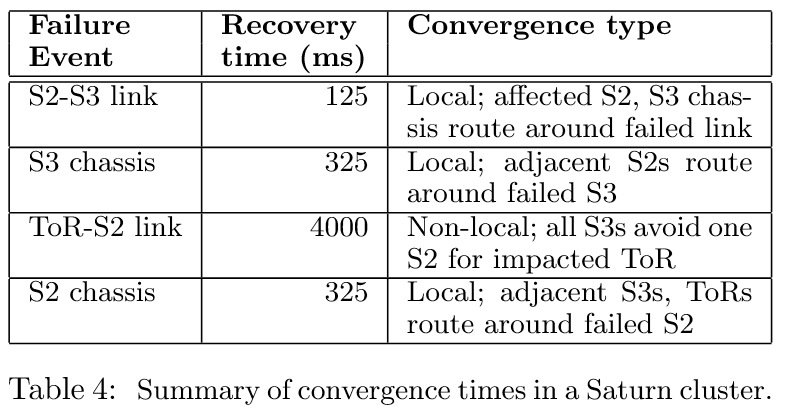 Failure Event | Recovery time (ms) | Convergence type
S2-S3 link | 125 | Local; affected S2, S3 chas-
sis route around failed link
S3 chassis | 325 | Local; adjacent S2s route
around failed S3
ToR-S2 link | 4000 | Non-local; all S3s avoid one
S2 for impacted ToR
S2 chassis | 325 | Local; adjacent S3s, ToRs
route around failed S2
Table 4: Summary of convergence times in a Saturn cluster.